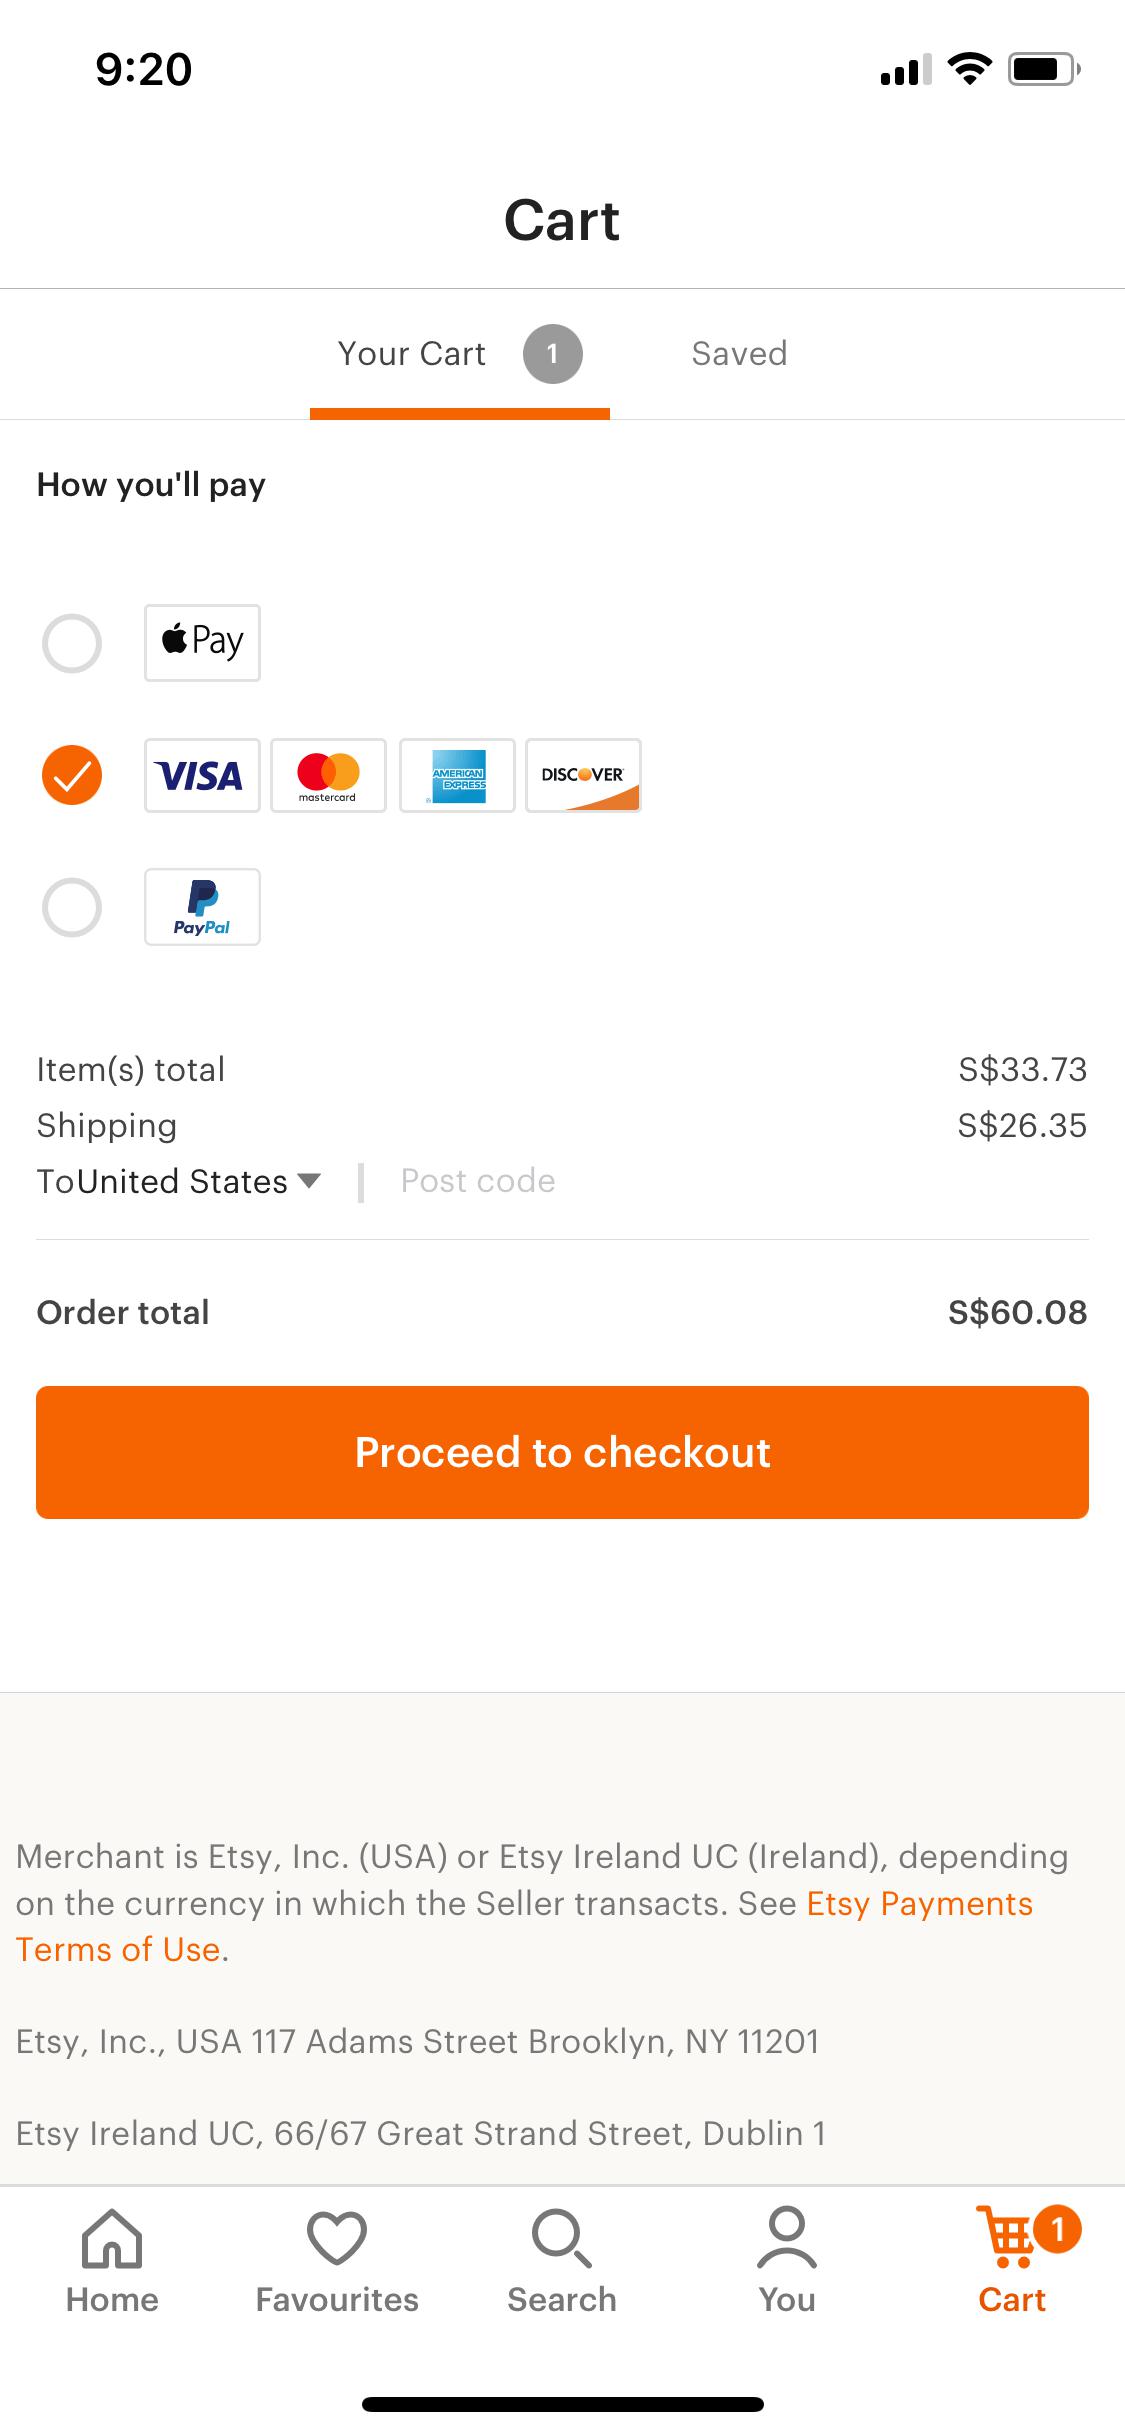 9:20
Cart
Your Cart 1 Saved
How you'll pay
Pay
VISA mastercard AMERICAN EXPRESS DISCOVER
PayPal
Item(s) total S$33.73
Shipping S$26.35
ToUnited States Post code
Order total S$60.08
Proceed to checkout
Merchant is Etsy, Inc. (USA) or Etsy Ireland UC (Ireland), depending
on the currency in which the Seller transacts. See Etsy Payments
Terms of Use.
Etsy, Inc., USA 117 Adams Street Brooklyn, NY 11201
Etsy Ireland UC, 66/67 Great Strand Street, Dublin 1
1
Home Favourites Search You Cart